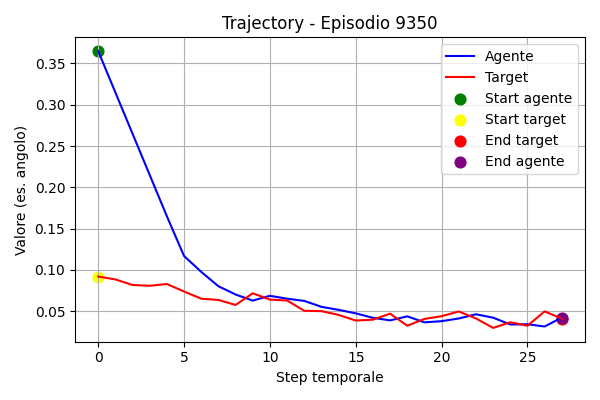 Trajectory - Episodio 9350
Valore (es. angolo)
0.35
0.30
0.25
0.20
0.15
0.10
0.05
0
5
10
15
20
25
Step temporale
Agente
Target
Start agente
Start target
End target
End agente